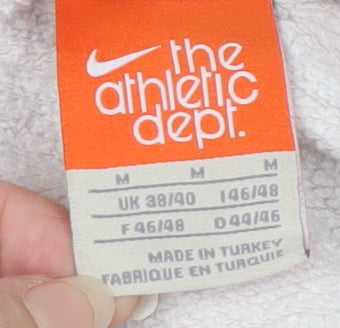 the
athletic
dept.
M M M
UK 38/40 I 46/48
F 46/48 D 44/46
MADE IN TURKEY
FABRIQUE EN TURQUIE